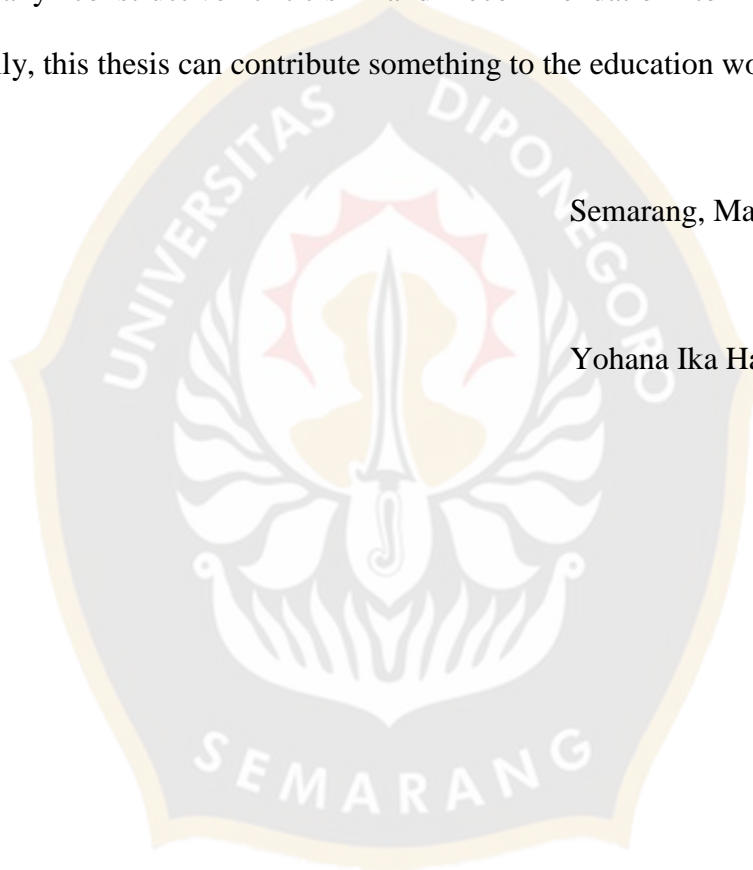 ly, this thesis can contribute something to the education wo
UNIVERSITAS DIPONEGORO
Semarang, Ma
Yohana Ika Ha
SEMARANG